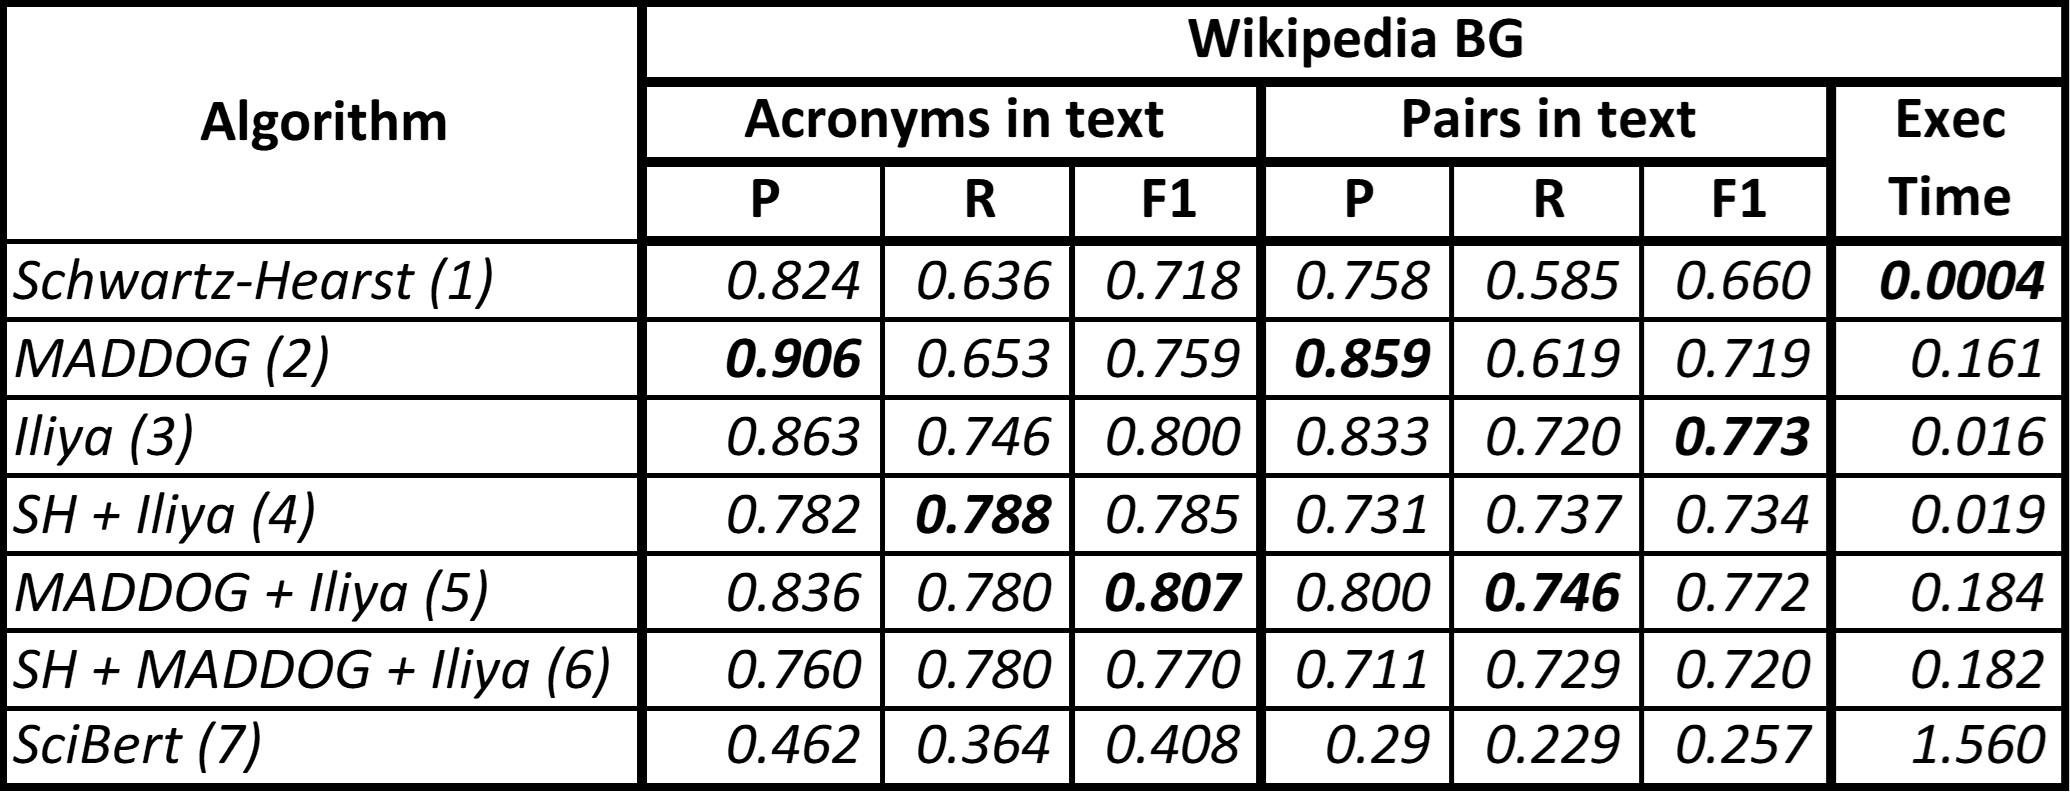 Wikipedia BG
Algorithm Acronyms in text Pairs in text Exec Time
P R F1 P R F1
Schwartz-Hearst (1) 0.824 0.636 0.718 0.758 0.585 0.660 0.0004
MADDOG (2) 0.906 0.653 0.759 0.859 0.619 0.719 0.161
Iliya (3) 0.863 0.746 0.800 0.833 0.720 0.773 0.016
SH + Iliya (4) 0.782 0.788 0.785 0.731 0.737 0.734 0.019
MADDOG + Iliya (5) 0.836 0.780 0.807 0.800 0.746 0.772 0.184
SH + MADDOG + Iliya (6) 0.760 0.780 0.770 0.711 0.729 0.720 0.182
SciBert (7) 0.462 0.364 0.408 0.29 0.229 0.257 1.560